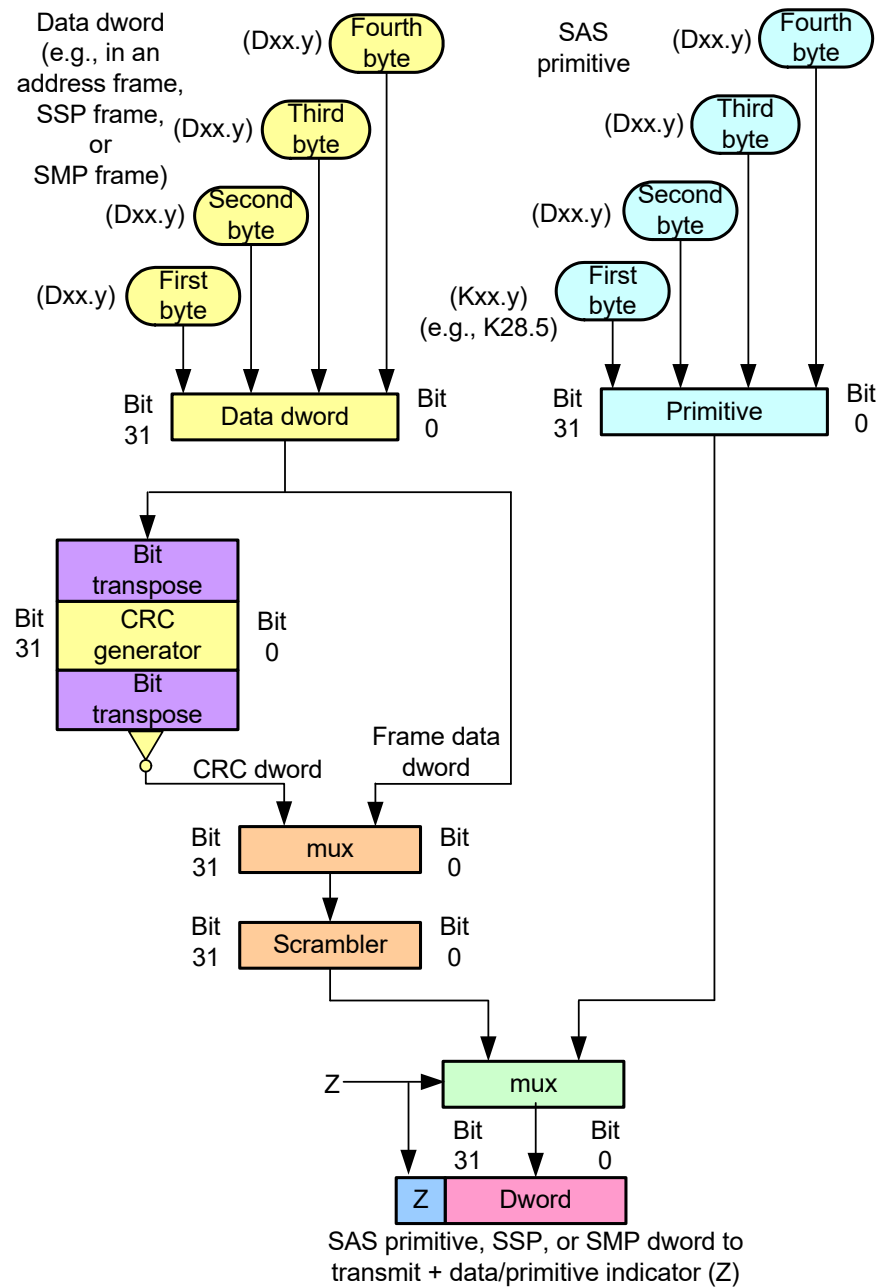 Data dword
(e.g., in an
address frame,
SSP frame,
or
SMP frame)
(Dxx.y)
Fourth
byte
(Dxx.y)
Third
byte
(Dxx.y)
Second
byte
(Dxx.y)
First
byte
SAS
primitive
(Dxx.y)
Fourth
byte
(Dxx.y)
Third
byte
(Dxx.y)
Second
byte
(Kxx.y)
(e.g., K28.5)
First
byte
Bit
31
Data dword
Bit
0
Bit
31
Primitive
Bit
0
Bit
transpose
Bit
31
CRC
generator
Bit
0
Bit
transpose
CRC dword
Frame data
dword
Bit
31
mux
Bit
0
Bit
31
Scrambler
Bit
0
Z
mux
Bit
31
Bit
0
Z
Dword
SAS primitive, SSP, or SMP dword to
transmit + data/primitive indicator (Z)